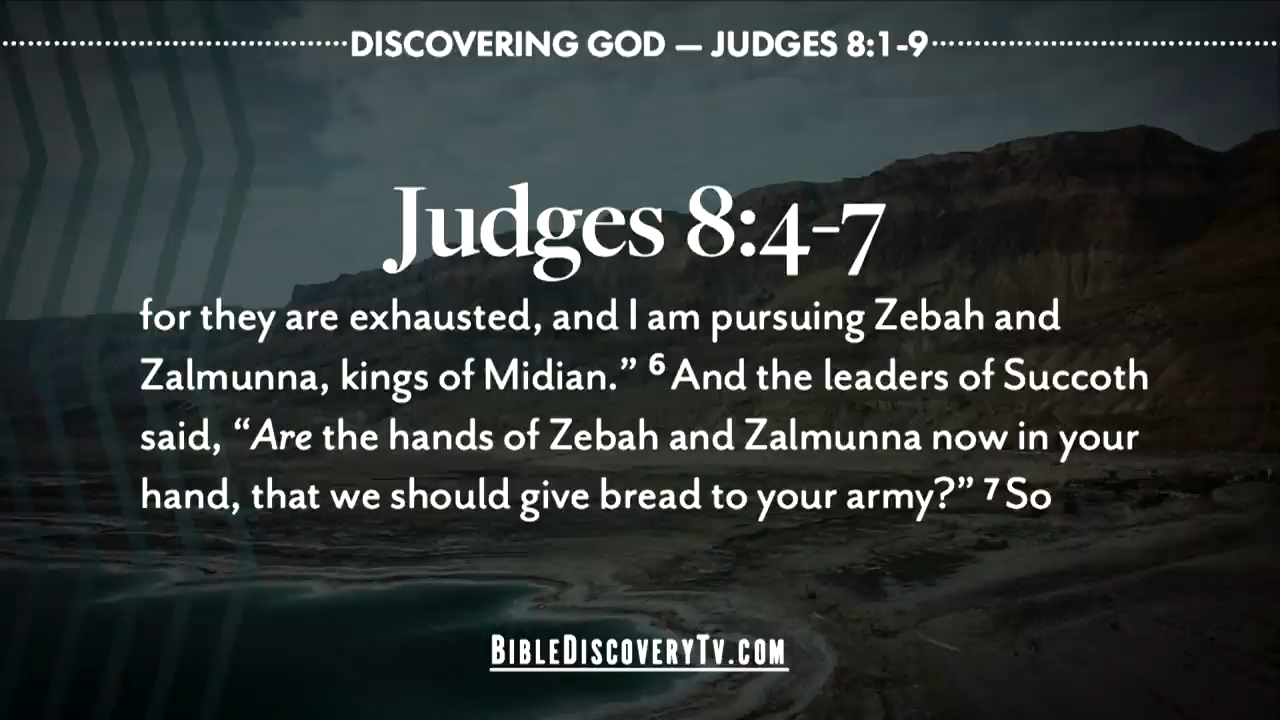 DISCOVERING GOD — JUDGES 8:1-9
Judges 8:4-7
for they are exhausted, and I am pursuing Zebah and
Zalmunna, kings of Midian.” ⁶ And the leaders of Succoth
said, “Are the hands of Zebah and Zalmunna now in your
hand, that we should give bread to your army?” ⁷ So
BIBLEDISCOVERYTV.COM